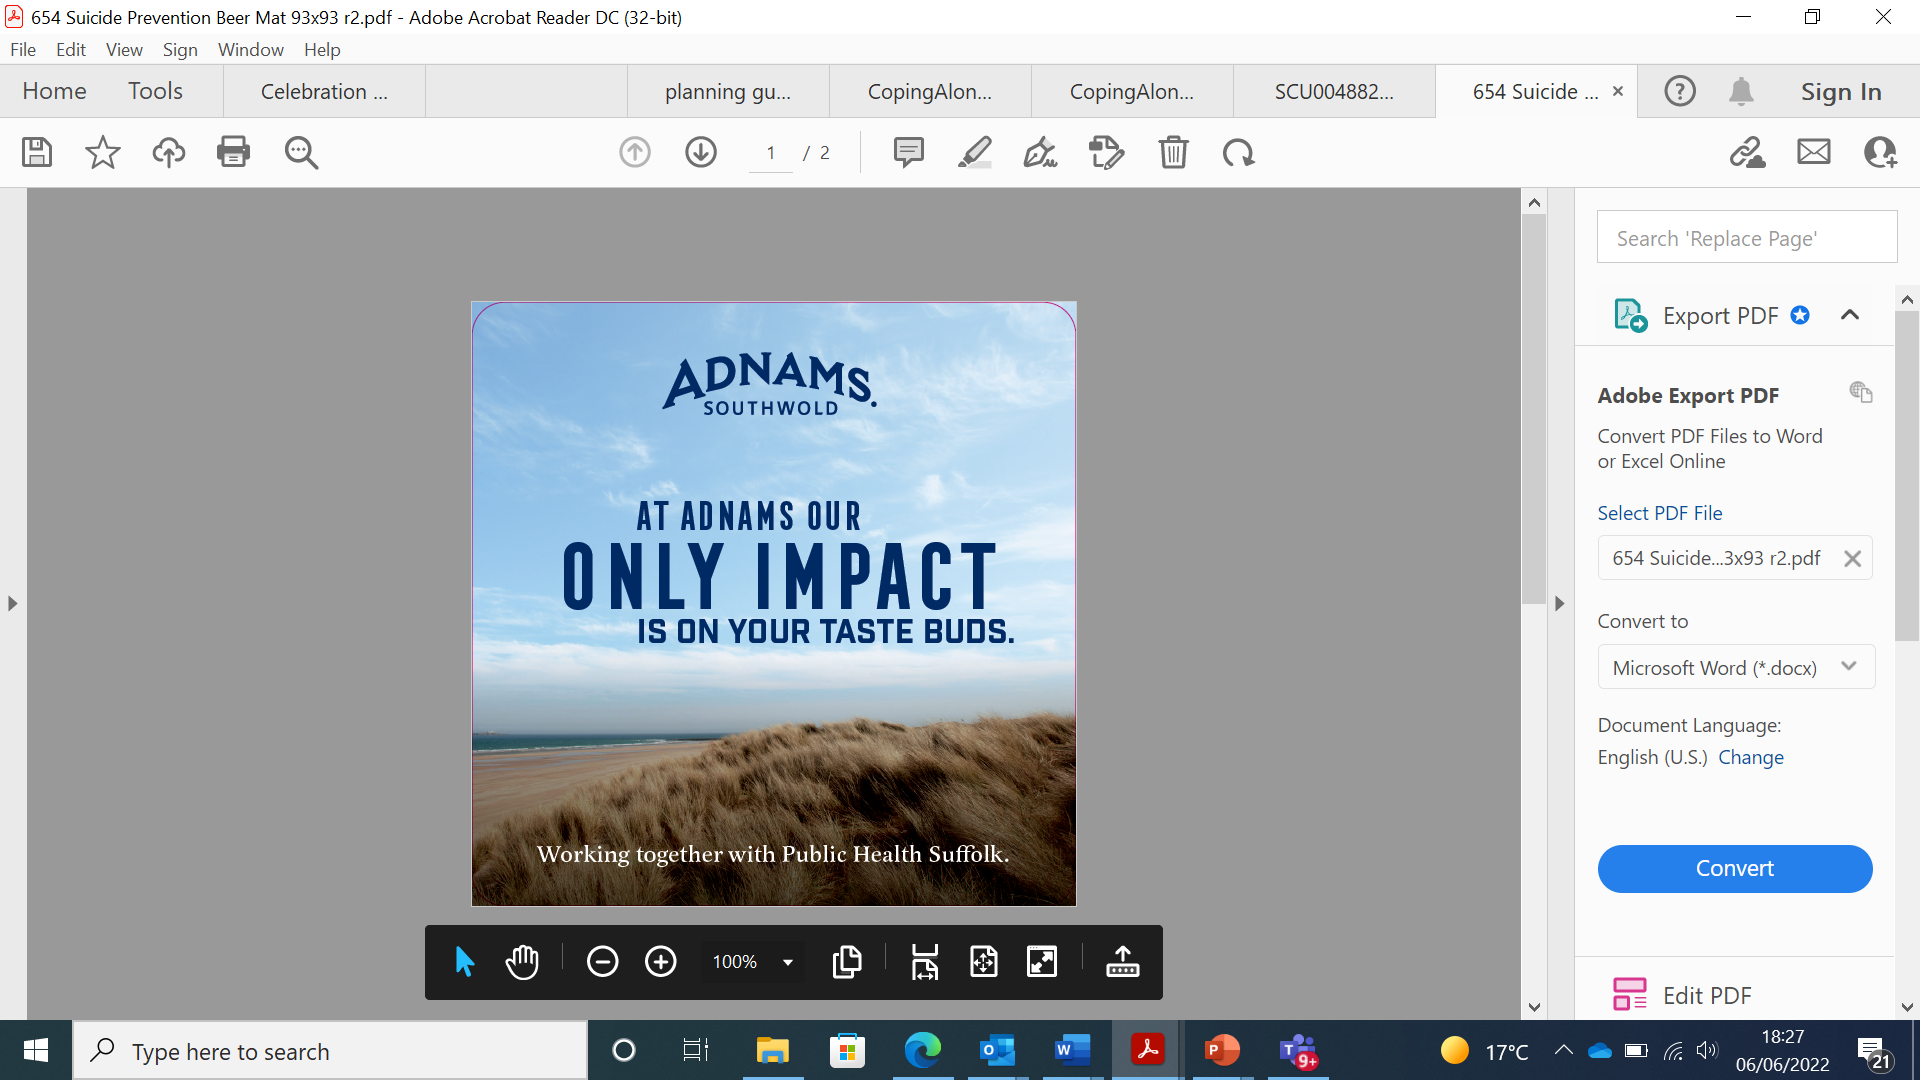 654 Suicide Prevention Beer Mat 93x93 r2.pdf - Adobe Acrobat Reader DC (32-bit)
File Edit View Sign Window Help
Home Tools Celebration ... planning gu... CopingAlon... CopingAlon... SCU004882... 654 Suicide ... × Sign In
1 / 2
Search 'Replace Page'
Export PDF
Adobe Export PDF
Convert PDF Files to Word
or Excel Online
Select PDF File
654 Suicide...3x93 r2.pdf
Convert to
Microsoft Word (*.docx)
Document Language:
English (U.S.) Change
Convert
Edit PDF
ADNAMS.
SOUTHWOLD
AT ADNAMS OUR
ONLY IMPACT
IS ON YOUR TASTE BUDS.
Working together with Public Health Suffolk.
100%
Type here to search
9+
17°C
18:27
06/06/2022
21